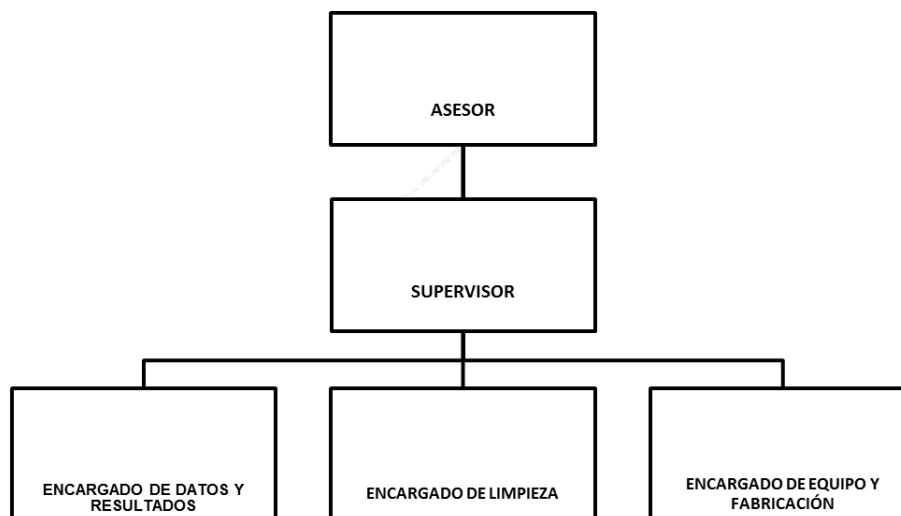 ASESOR
SUPERVISOR
ENCARGADO DE DATOS Y
RESULTADOS
ENCARGADO DE LIMPIEZA
ENCARGADO DE EQUIPO Y
FABRICACIÓN